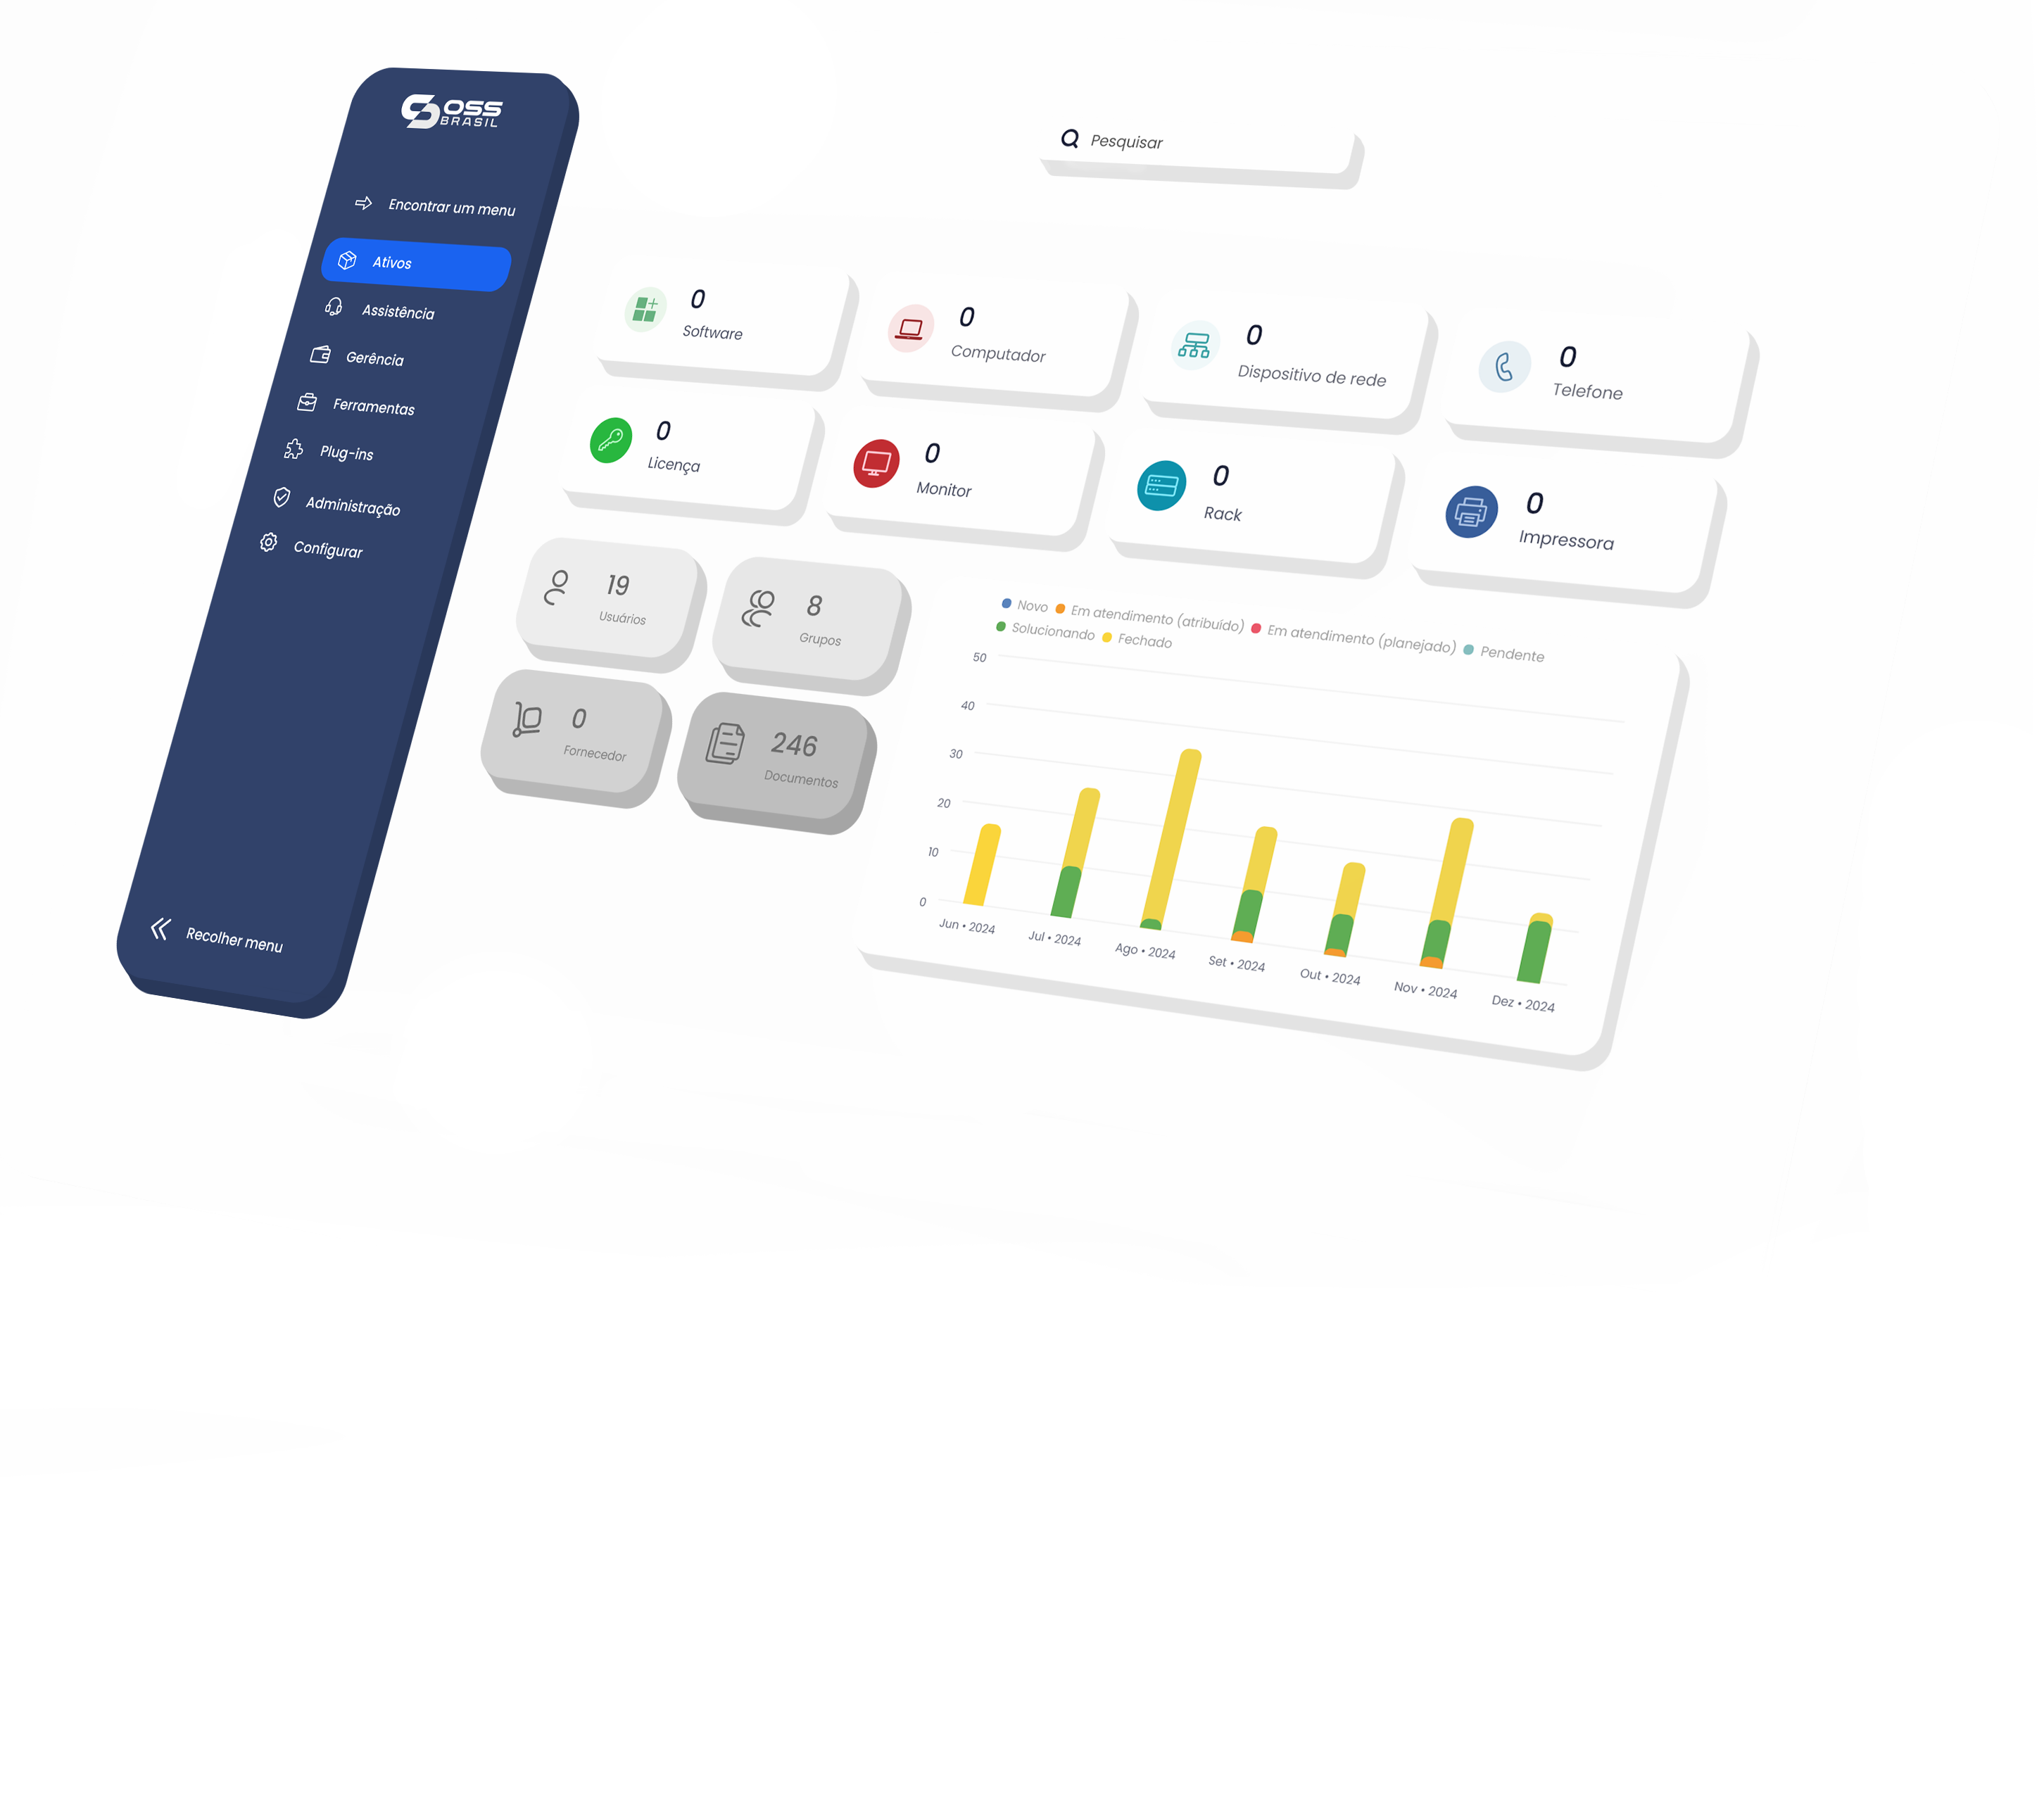 OSS
BRASIL
Encontrar um menu
Ativos
Assistência
Gerência
Ferramentas
Plug-ins
Administração
Configurar
Recolher menu
Pesquisar
0
Software
0
Computador
0
Dispositivo de rede
0
Telefone
0
Licença
0
Monitor
0
Rack
0
Impressora
19
Usuários
8
Grupos
0
Fornecedor
246
Documentos
Novo Em atendimento (atribuído) Em atendimento (planejado) Pendente
Solucionando Fechado
50
40
30
20
10
0
Jun • 2024 Jul • 2024 Ago • 2024 Set • 2024 Out • 2024 Nov • 2024 Dez • 2024